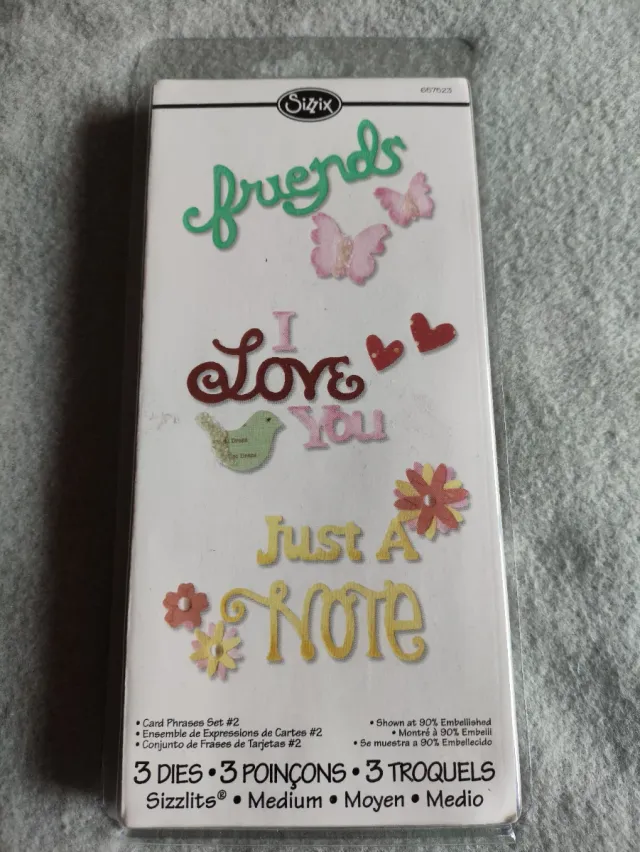 657623
Sizzix
friends
I
Love
You
Just A
Note
• Card Phrases Set #2
• Ensemble de Expressions de Cartes #2
• Conjunto de Frases de Tarjetas #2
• Shown at 90% Embellished
• Montré à 90% Embelli
• Se muestra a 90% Embellecido
3 DIES • 3 POINÇONS • 3 TROQUELS
Sizzlits® • Medium • Moyen • Medio